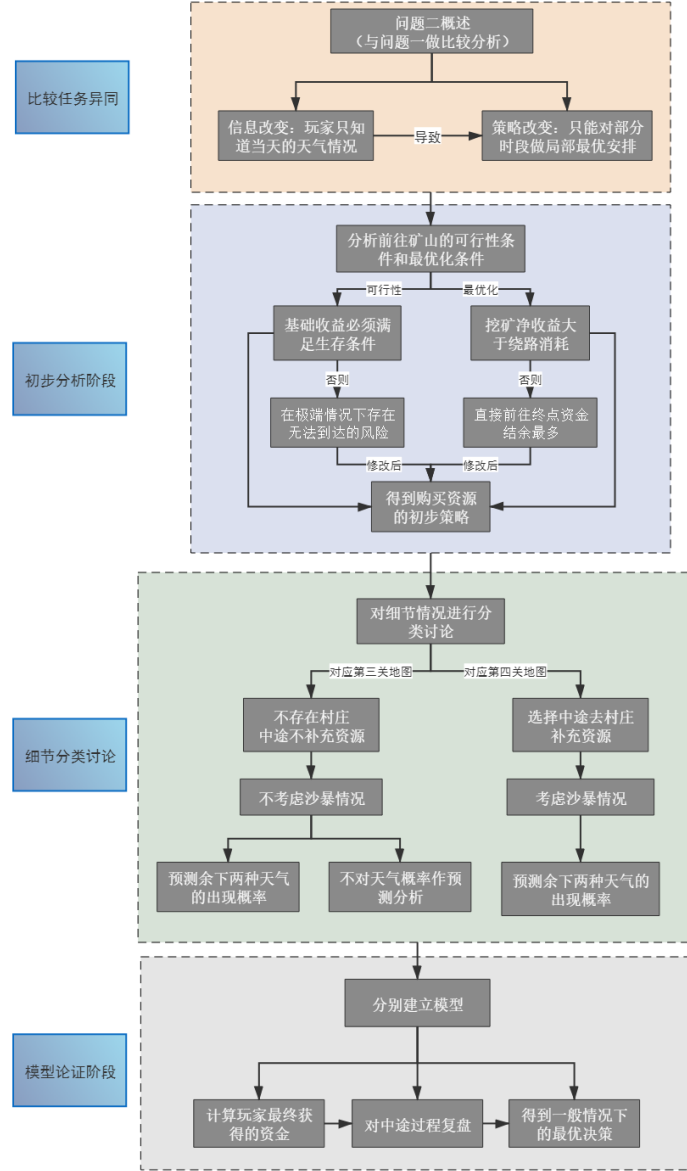 问题二概述
（与问题一做比较分析）
比较任务异同
信息改变：玩家只知
道当天的天气情况
导致
策略改变：只能对部分
时段做局部最优安排
分析前往矿山的可行性条
件和最优化条件
可行性
最优化
基础收益必须满
足生存条件
挖矿净收益大
于绕路消耗
初步分析阶段
否则
否则
在极端情况下存在
无法到达的风险
直接前往终点资金
结余最多
修改后
修改后
得到购买资源
的初步策略
对细节情况进行分
类讨论
对应第三关地图
对应第四关地图
不存在村庄
中途不补充资源
选择中途去村庄
补充资源
细节分类讨论
不考虑沙暴情况
考虑沙暴情况
预测余下两种天气
的出现概率
不对天气概率作预
测分析
预测余下两种天气的
出现概率
分别建立模型
模型论证阶段
计算玩家最终获
得的资金
对中途过程复盘
得到一般情况下
的最优决策